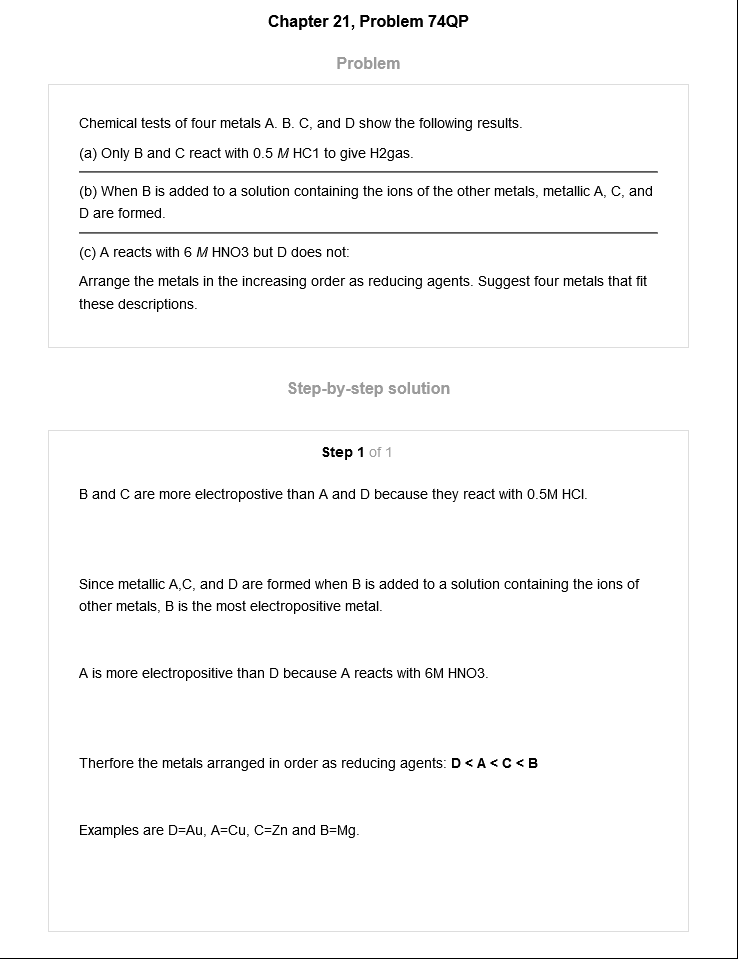 Chapter 21, Problem 74QP
Problem
Chemical tests of four metals A. B. C, and D show the following results.
(a) Only B and C react with 0.5 M HC1 to give H2gas.
(b) When B is added to a solution containing the ions of the other metals, metallic A, C, and
D are formed.
(c) A reacts with 6 M HNO3 but D does not:
Arrange the metals in the increasing order as reducing agents. Suggest four metals that fit
these descriptions.
Step-by-step solution
Step 1 of 1
B and C are more electropostive than A and D because they react with 0.5M HCl.
Since metallic A,C, and D are formed when B is added to a solution containing the ions of
other metals, B is the most electropositive metal.
A is more electropositive than D because A reacts with 6M HNO3.
Therfore the metals arranged in order as reducing agents: D < A < C < B
Examples are D=Au, A=Cu, C=Zn and B=Mg.